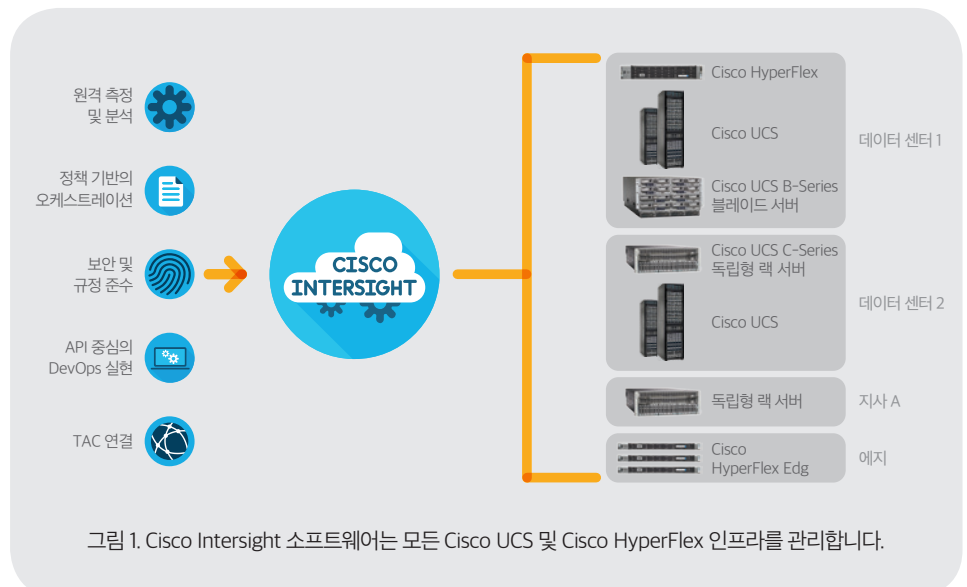 원격 측정
및 분석
정책 기반의
오케스트레이션
보안 및
규정 준수
API 중심의
DevOps 실현
TAC 연결
CISCO
INTERSIGHT
Cisco HyperFlex
Cisco UCS
Cisco UCS B-Series
블레이드 서버
데이터 센터 1
Cisco UCS C-Series
독립형 랙 서버
Cisco UCS
데이터 센터 2
독립형 랙 서버
지사 A
Cisco
HyperFlex Edg
에지
그림 1. Cisco Intersight 소프트웨어는 모든 Cisco UCS 및 Cisco HyperFlex 인프라를 관리합니다.